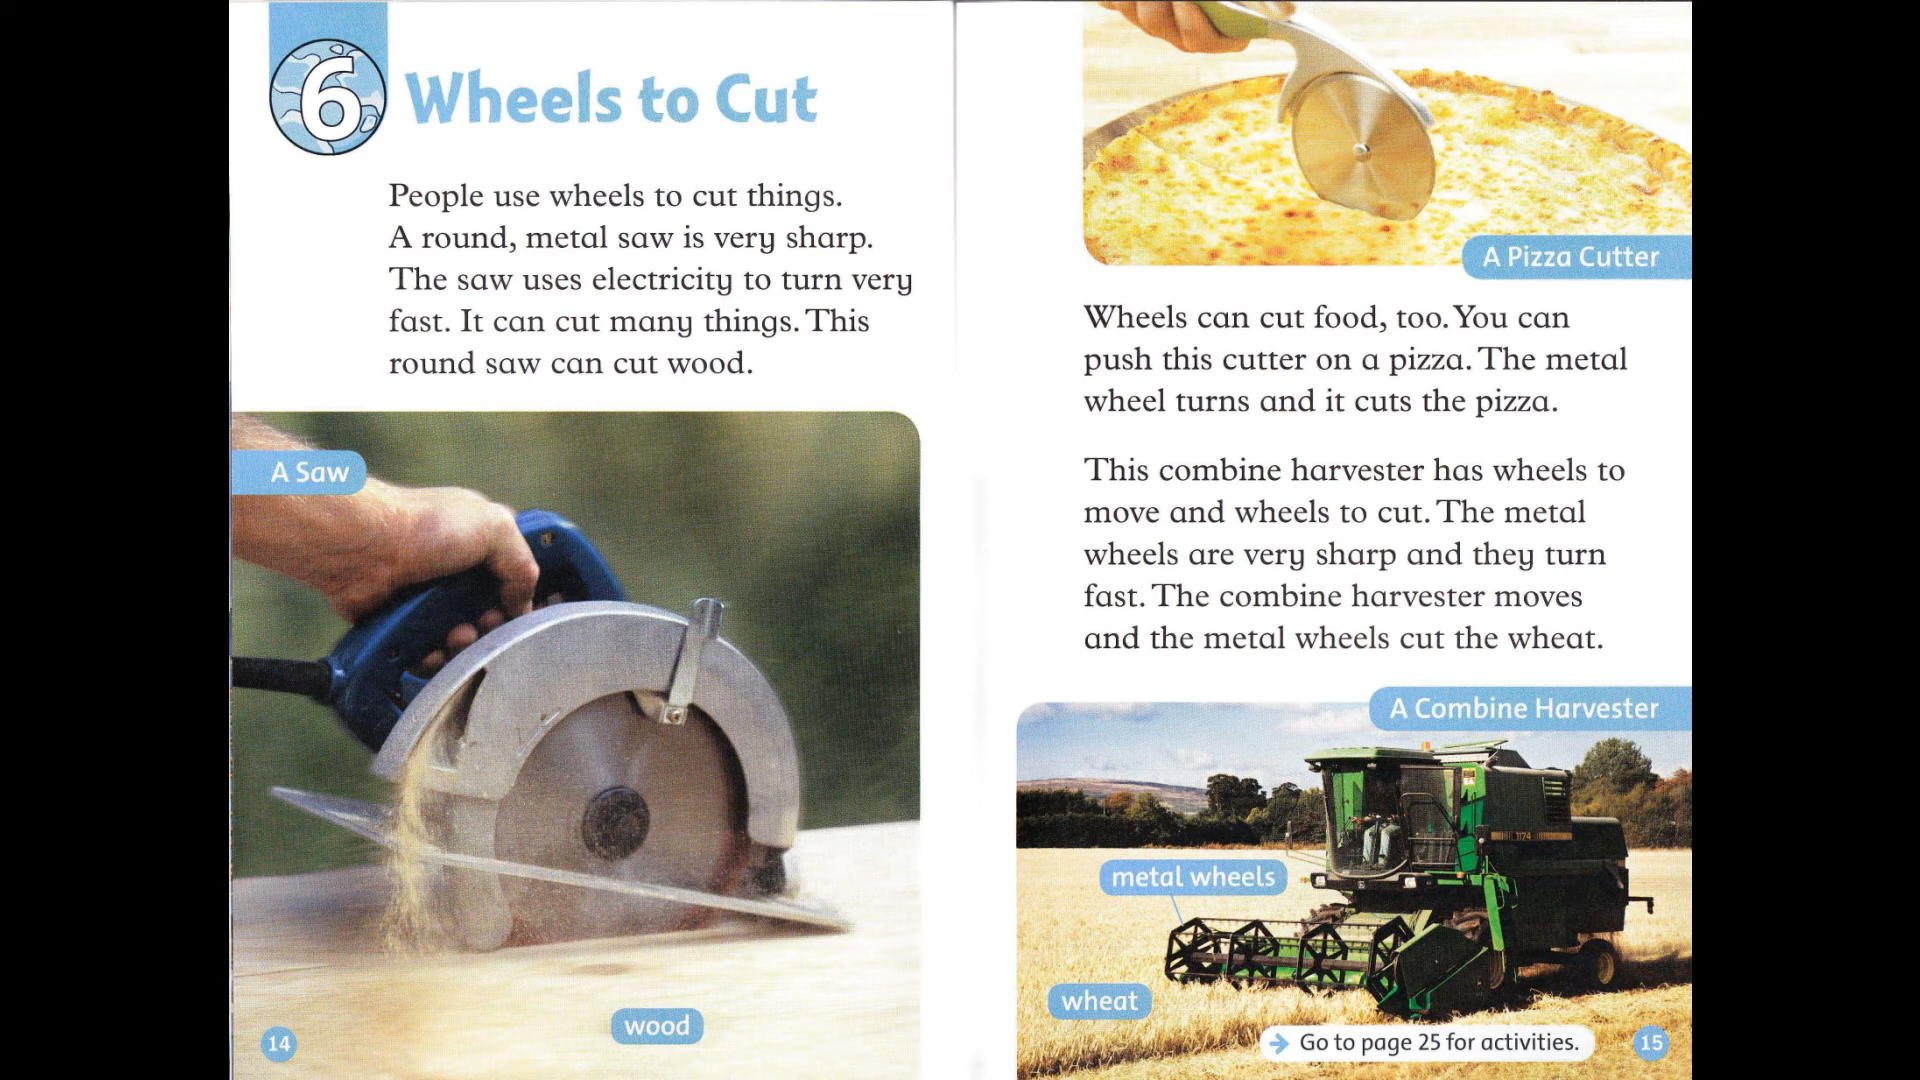 6
Wheels to Cut
People use wheels to cut things.
A round, metal saw is very sharp.
The saw uses electricity to turn very
fast. It can cut many things. This
round saw can cut wood.
A Saw
wood
14
A Pizza Cutter
Wheels can cut food, too. You can
push this cutter on a pizza. The metal
wheel turns and it cuts the pizza.
This combine harvester has wheels to
move and wheels to cut. The metal
wheels are very sharp and they turn
fast. The combine harvester moves
and the metal wheels cut the wheat.
A Combine Harvester
1174
metal wheels
wheat
Go to page 25 for activities.
15